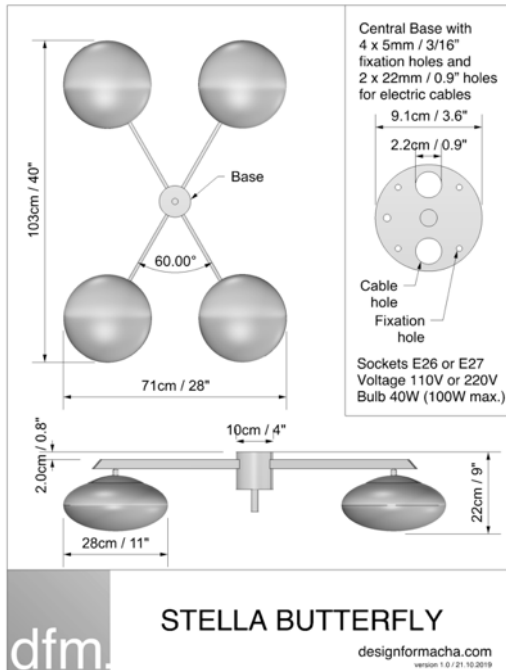 Central Base with
4 x 5mm / 3/16"
fixation holes and
2 x 22mm / 0.9" holes
for electric cables
9.1cm / 3.6"
2.2cm / 0.9"
Base
103cm / 40"
60.00°
Cable
hole
Fixation
hole
71cm / 28"
Sockets E26 or E27
Voltage 110V or 220V
Bulb 40W (100W max.)
10cm / 4"
2.0cm / 0.8"
22cm / 9"
28cm / 11"
dfm.
STELLA BUTTERFLY
designformacha.com
version 1.0 / 21.10.2019